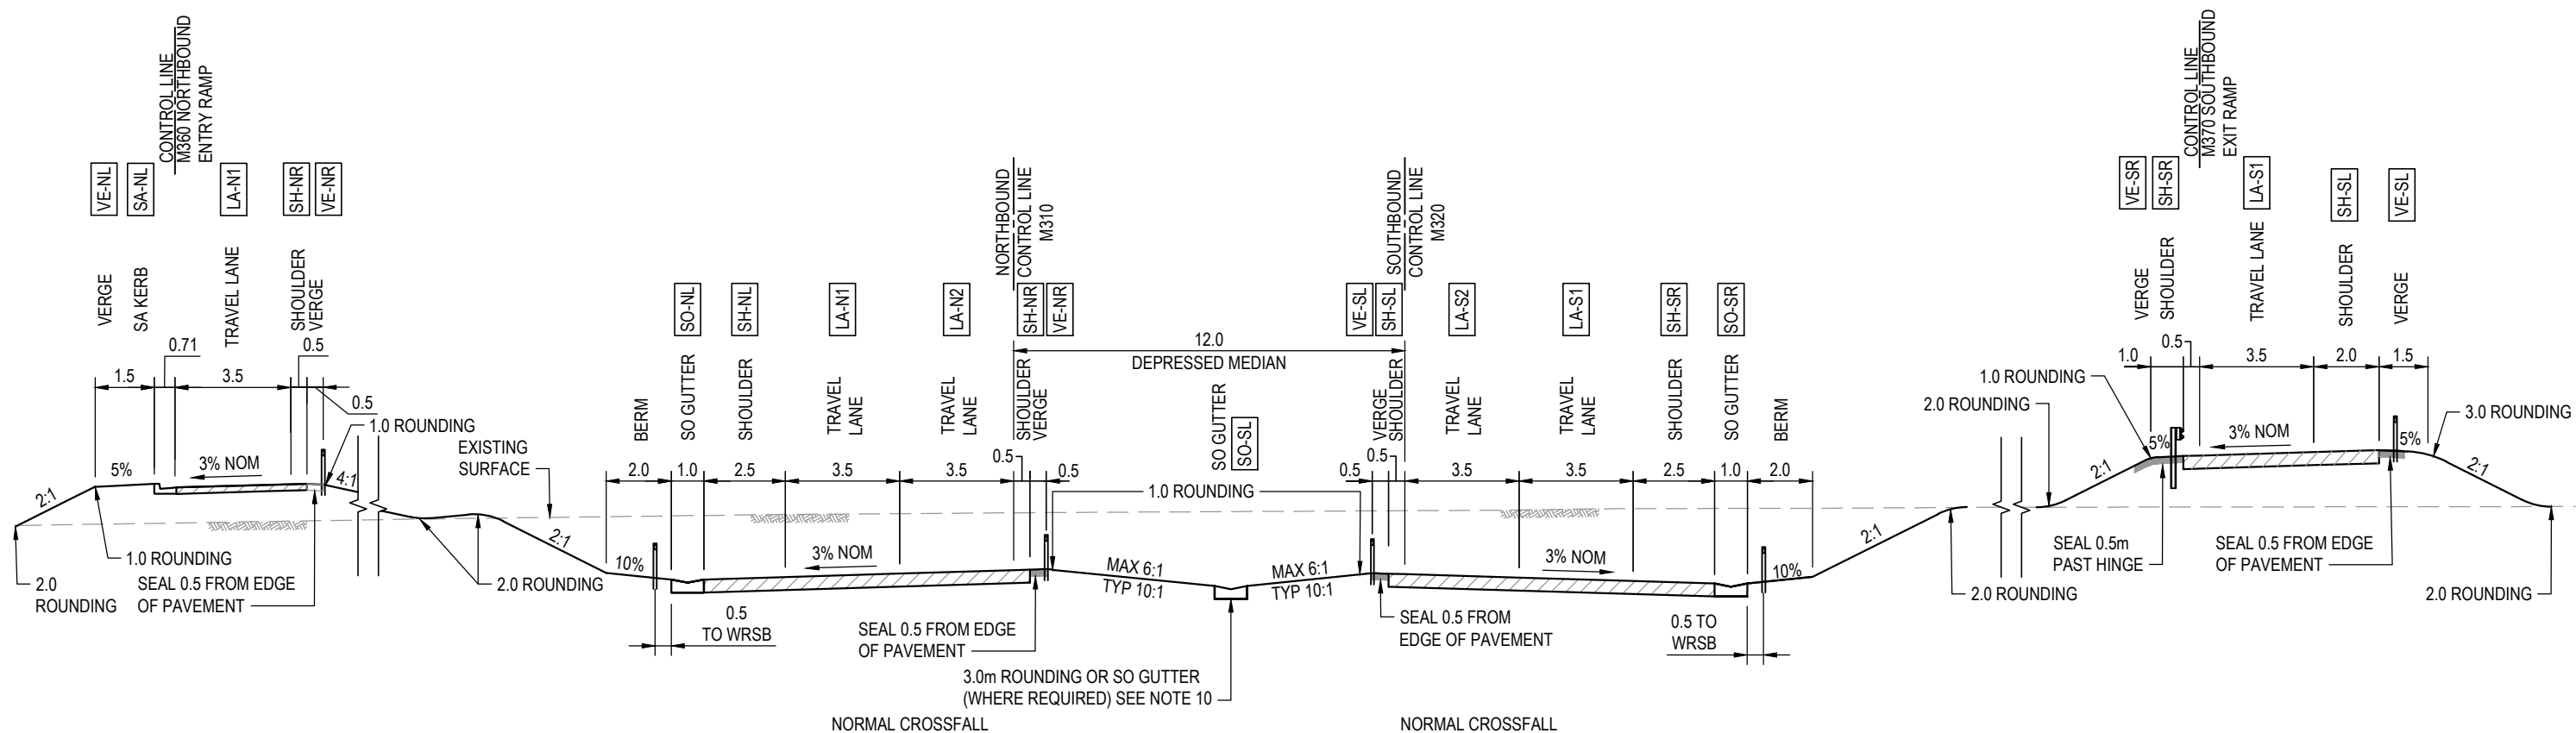 CONTROL LINE
M360 NORTHBOUND
ENTRY RAMP
VE-NL
SA-NL
LA-N1
SH-NR
VE-NR
VERGE
SA KERB
TRAVEL LANE
SHOULDER
VERGE
0.71
0.5
1.5
3.5
0.5
1.0 ROUNDING
5%
3% NOM
4:1
2:1
1.0 ROUNDING
2.0
ROUNDING
SEAL 0.5 FROM EDGE
OF PAVEMENT
EXISTING
SURFACE
2.0 ROUNDING
2:1
NORTHBOUND
CONTROL LINE
M310
SOUTHBOUND
CONTROL LINE
M320
SO-NL
SH-NL
LA-N1
LA-N2
SH-NR
VE-NR
VE-SL
SH-SL
LA-S2
LA-S1
SH-SR
SO-SR
12.0
DEPRESSED MEDIAN
BERM
SO GUTTER
SHOULDER
TRAVEL
LANE
TRAVEL
LANE
SHOULDER
VERGE
SO GUTTER
SO-SL
VERGE
SHOULDER
TRAVEL
LANE
TRAVEL
LANE
SHOULDER
SO GUTTER
BERM
2.0
1.0
2.5
3.5
3.5
0.5
0.5
0.5
0.5
3.5
3.5
2.5
1.0
2.0
1.0 ROUNDING
10%
3% NOM
MAX 6:1
TYP 10:1
MAX 6:1
TYP 10:1
3% NOM
10%
2:1
0.5
TO WRSB
SEAL 0.5 FROM EDGE
OF PAVEMENT
SEAL 0.5 FROM
EDGE OF PAVEMENT
0.5 TO
WRSB
3.0m ROUNDING OR SO GUTTER
(WHERE REQUIRED) SEE NOTE 10
NORMAL CROSSFALL
NORMAL CROSSFALL
CONTROL LINE
M370 SOUTHBOUND
EXIT RAMP
VE-SR
SH-SR
LA-S1
SH-SL
VE-SL
VERGE
SHOULDER
TRAVEL LANE
SHOULDER
VERGE
0.5
1.0
3.5
2.0
1.5
1.0 ROUNDING
2.0 ROUNDING
3.0 ROUNDING
5%
3% NOM
5%
2:1
2:1
SEAL 0.5m
PAST HINGE
SEAL 0.5 FROM EDGE
OF PAVEMENT
2.0 ROUNDING
2.0 ROUNDING